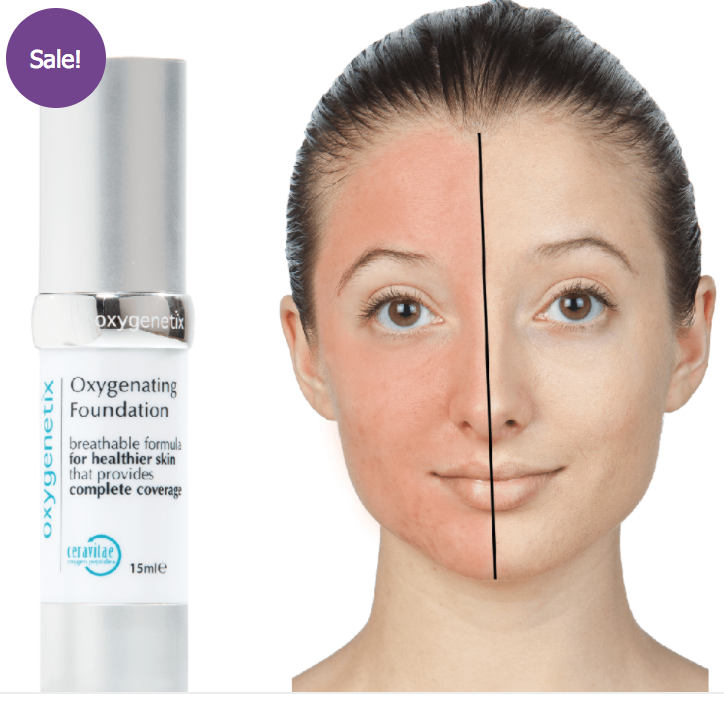 Sale!
oxygenetix
oxygenetix
Oxygenating
Foundation
breathable formula
for healthier skin
that provides
complete coverage
ceravitae
15ml℮